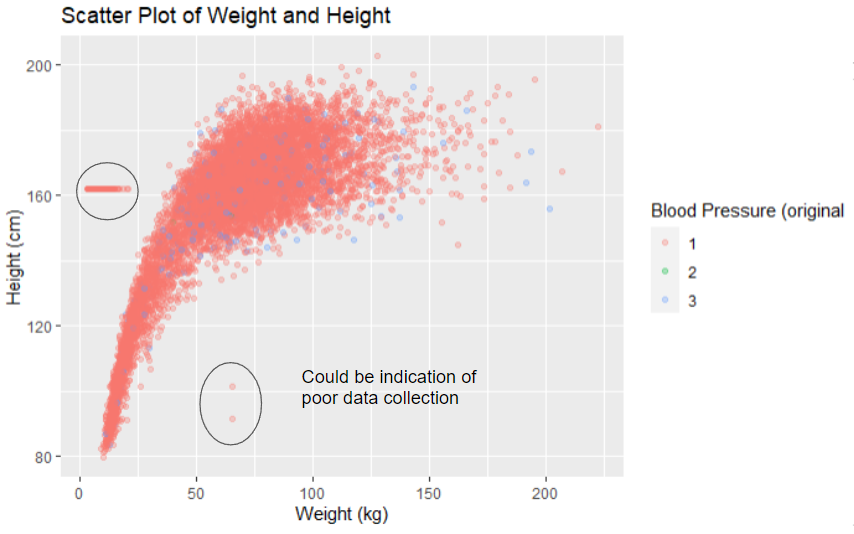 Scatter Plot of Weight and Height
200
160
120
80
Height (cm)
Could be indication of
poor data collection
0
50
100
150
200
Weight (kg)
Blood Pressure (original
1
2
3